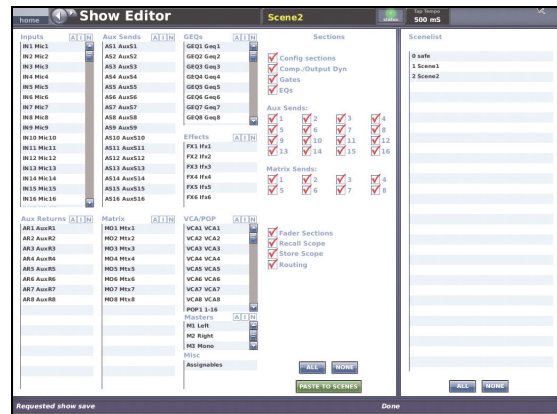 home Show Editor Scene2 status Tap Tempo 500 mS
Inputs A I N
IN1 Mic1
IN2 Mic2
IN3 Mic3
IN4 Mic4
IN5 Mic5
IN6 Mic6
IN7 Mic7
IN8 Mic8
IN9 Mic9
IN10 Mic10
IN11 Mic11
IN12 Mic12
IN13 Mic13
IN14 Mic14
IN15 Mic15
IN16 Mic16
Aux Sends A I N
AS1 AuxS1
AS2 AuxS2
AS3 AuxS3
AS4 AuxS4
AS5 AuxS5
AS6 AuxS6
AS7 AuxS7
AS8 AuxS8
AS9 AuxS9
AS10 AuxS10
AS11 AuxS11
AS12 AuxS12
AS13 AuxS13
AS14 AuxS14
AS15 AuxS15
AS16 AuxS16
GEQs A I N
GEQ1 Geq1
GEQ2 Geq2
GEQ3 Geq3
GEQ4 Geq4
GEQ5 Geq5
GEQ6 Geq6
GEQ7 Geq7
GEQ8 Geq8
Effects A I N
FX1 Ifx1
FX2 Ifx2
FX3 Ifx3
FX4 Ifx4
FX5 Ifx5
FX6 Ifx6
Aux Returns A I N
AR1 AuxR1
AR2 AuxR2
AR3 AuxR3
AR4 AuxR4
AR5 AuxR5
AR6 AuxR6
AR7 AuxR7
AR8 AuxR8
Matrix A I N
MO1 Mtx1
MO2 Mtx2
MO3 Mtx3
MO4 Mtx4
MO5 Mtx5
MO6 Mtx6
MO7 Mtx7
MO8 Mtx8
VCA/POP A I N
VCA1 VCA1
VCA2 VCA2
VCA3 VCA3
VCA4 VCA4
VCA5 VCA5
VCA6 VCA6
VCA7 VCA7
VCA8 VCA8
POP1 1-16
Masters A I N
M1 Left
M2 Right
M3 Mono
Misc
Assignables
Sections
Config sections
Comp./Output Dyn
Gates
EQs
Aux Sends:
1 2 3 4
5 6 7 8
9 10 11 12
13 14 15 16
Matrix Sends:
1 2 3 4
5 6 7 8
Fader Sections
Recall Scope
Store Scope
Routing
ALL NONE
PASTE TO SCENES
Scenelist
0 safe
1 Scene1
2 Scene2
ALL NONE
Requested show save Done